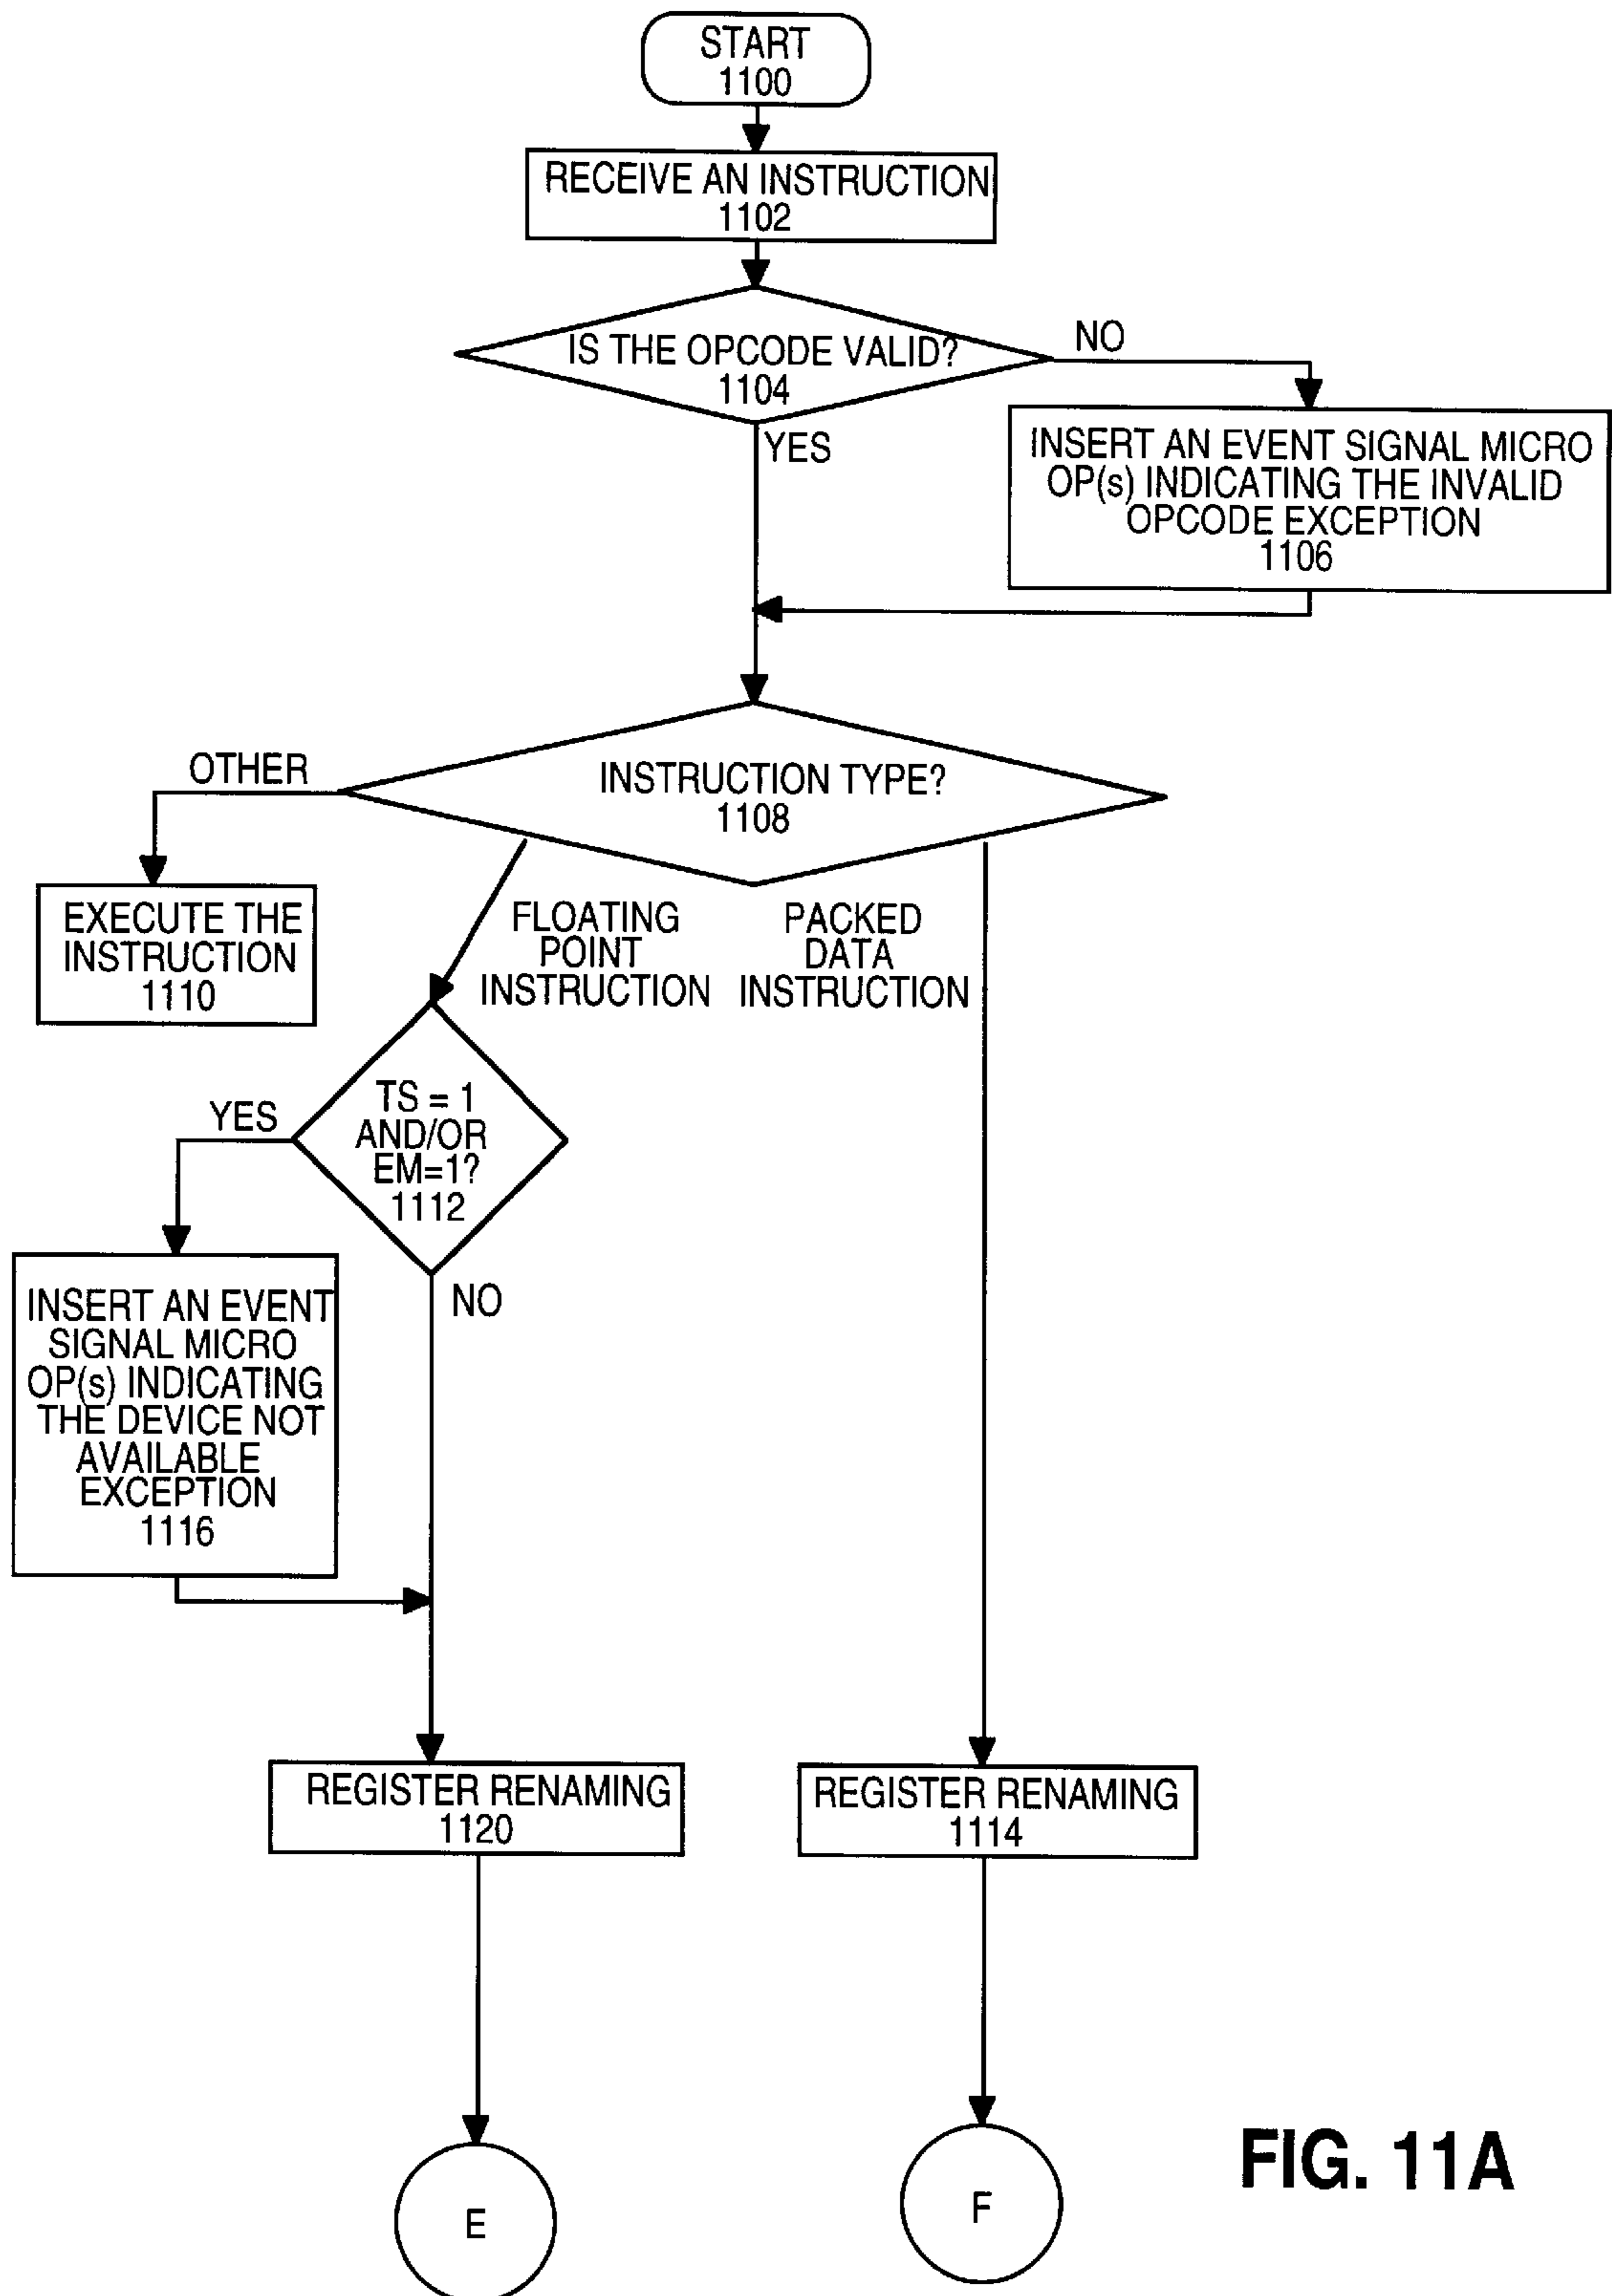 START
1100
RECEIVE AN INSTRUCTION
1102
IS THE OPCODE VALID?
1104
NO
YES
INSERT AN EVENT SIGNAL MICRO
OP(s) INDICATING THE INVALID
OPCODE EXCEPTION
1106
OTHER
INSTRUCTION TYPE?
1108
EXECUTE THE
INSTRUCTION
1110
FLOATING
POINT
INSTRUCTION
PACKED
DATA
INSTRUCTION
YES
TS = 1
AND/OR
EM=1?
1112
NO
INSERT AN EVENT
SIGNAL MICRO
OP(s) INDICATING
THE DEVICE NOT
AVAILABLE
EXCEPTION
1116
REGISTER RENAMING
1120
REGISTER RENAMING
1114
E
F
FIG. 11A